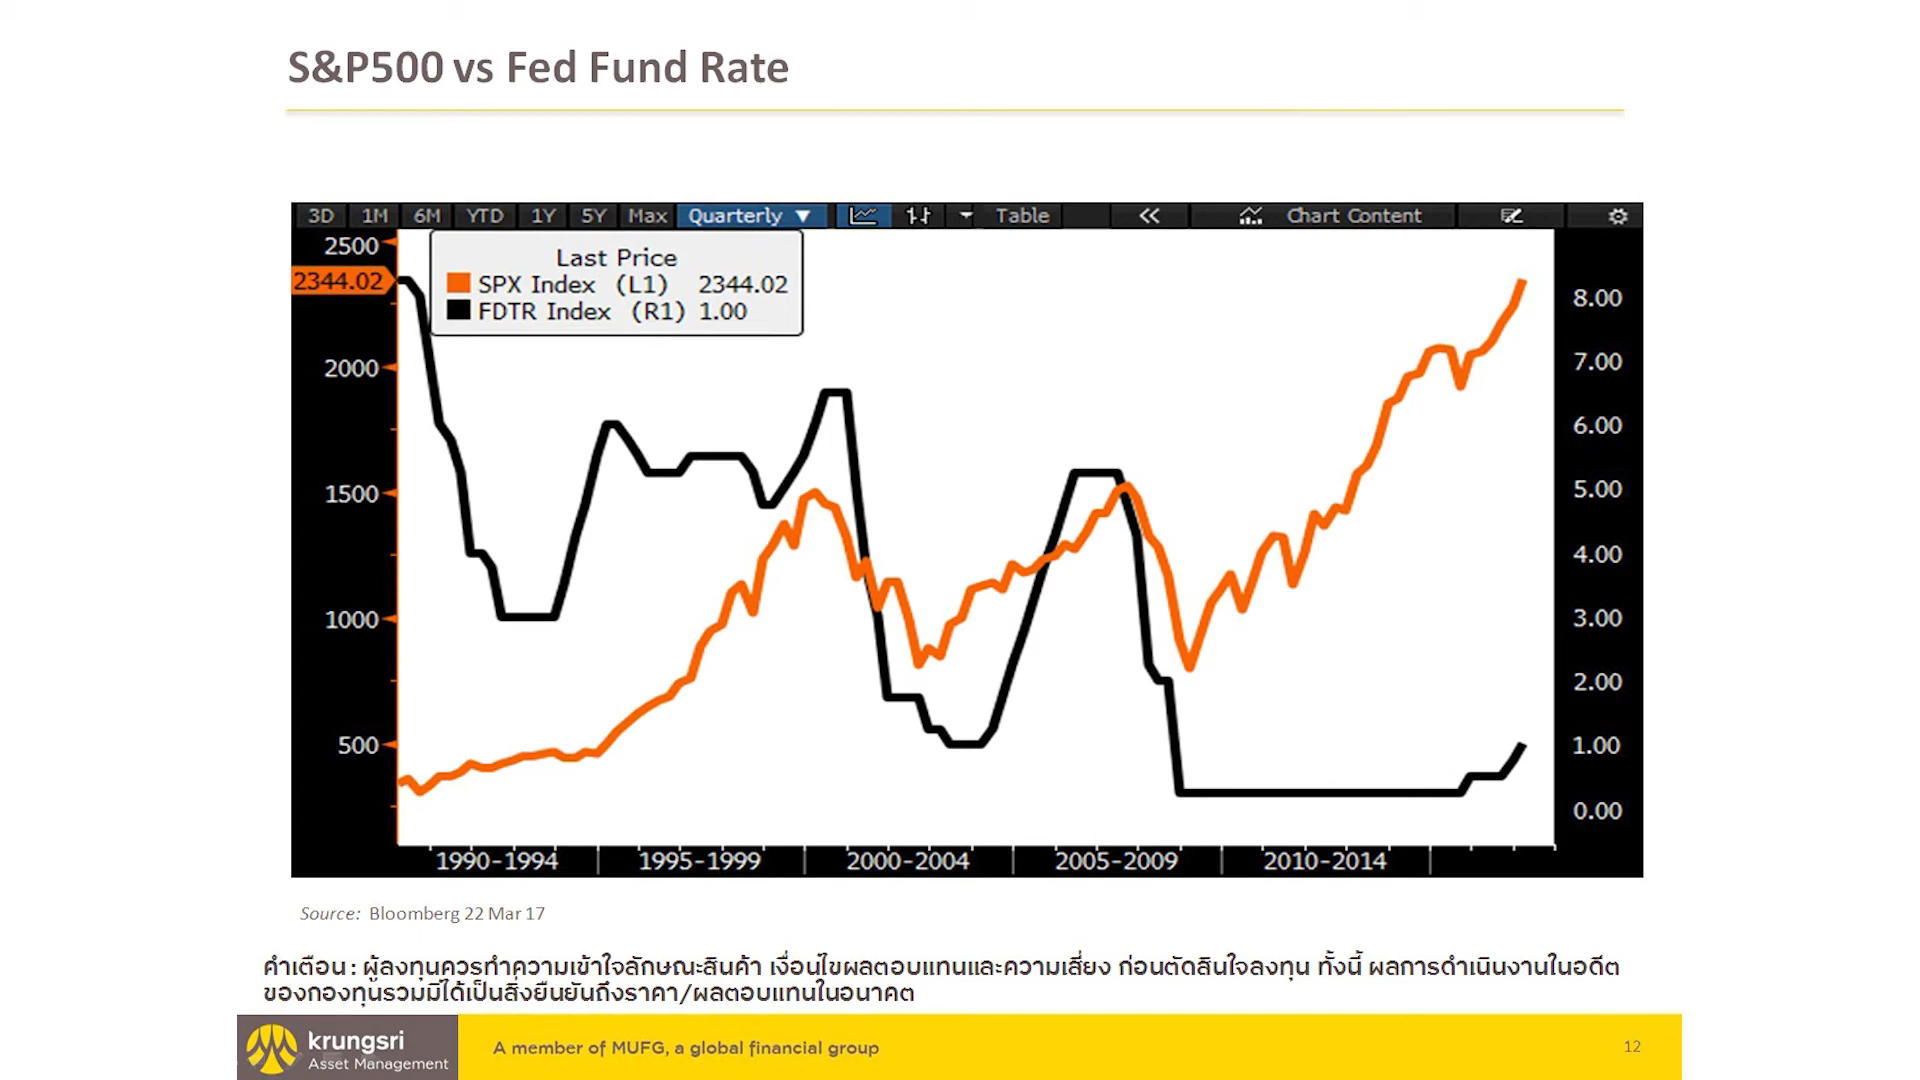 S&P500 vs Fed Fund Rate
3D 1M 6M YTD 1Y 5Y Max Quarterly ▼ Table << Chart Content
Last Price
SPX Index (L1) 2344.02
FDTR Index (R1) 1.00
2500
2344.02
2000
1500
1000
500
8.00
7.00
6.00
5.00
4.00
3.00
2.00
1.00
0.00
1990-1994 1995-1999 2000-2004 2005-2009 2010-2014
Source: Bloomberg 22 Mar 17
คำเตือน : ผู้ลงทุนควรทำความเข้าใจลักษณะสินค้า เงื่อนไขผลตอบแทนและความเสี่ยง ก่อนตัดสินใจลงทุน ทั้งนี้ ผลการดำเนินงานในอดีต
ของกองทุนรวมมิได้เป็นสิ่งยืนยันถึงราคา/ผลตอบแทนในอนาคต
krungsri
Asset Management
A member of MUFG, a global financial group
12